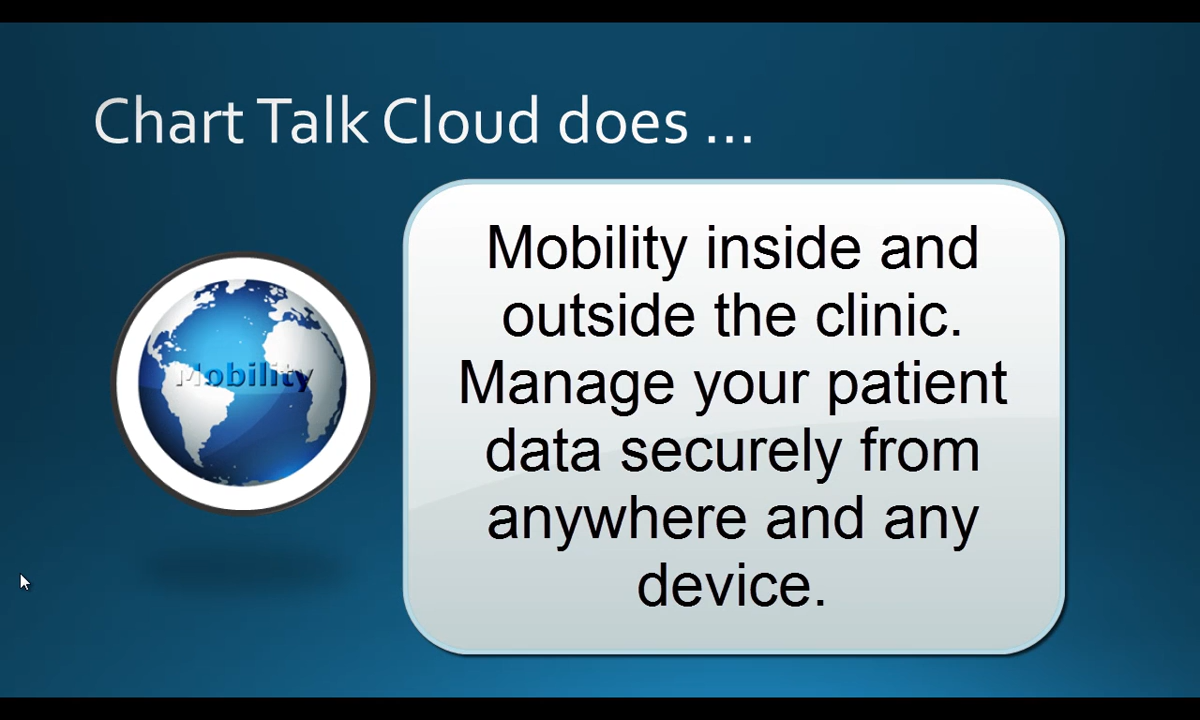 Chart Talk Cloud does ...
Mobility
Mobility inside and
outside the clinic.
Manage your patient
data securely from
anywhere and any
device.